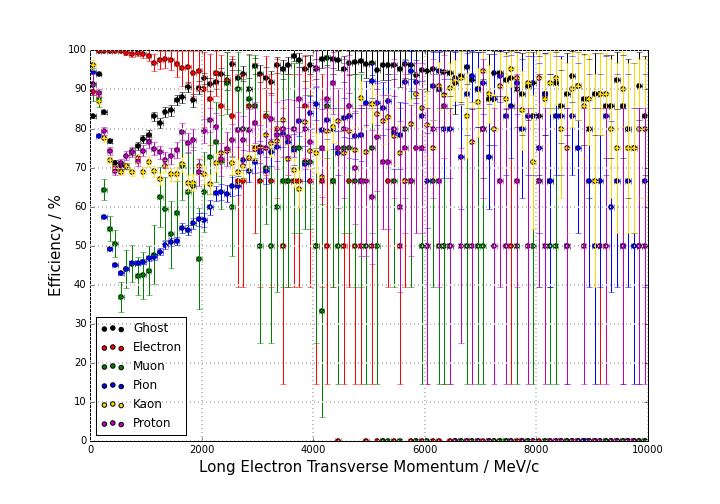 100
90
80
70
60
50
40
30
20
10
0
Efficiency / %
Ghost
Electron
Muon
Pion
Kaon
Proton
0
2000
4000
6000
8000
10000
Long Electron Transverse Momentum / MeV/c